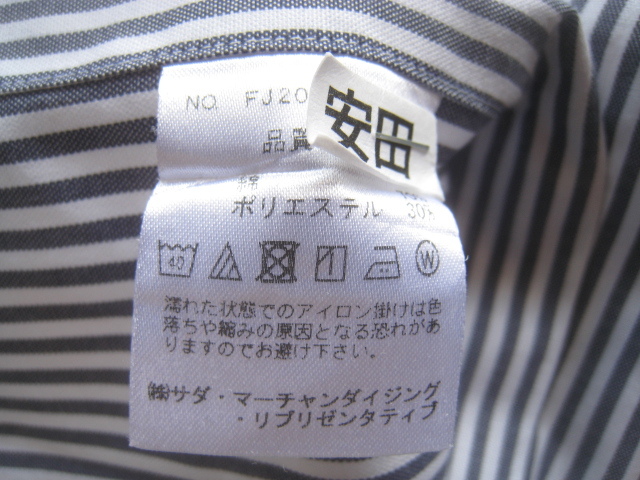 NO. FJ20
安田
品質
綿
ポリエステル 30%
40 W
濡れた状態でのアイロン掛けは色
落ちや縮みの原因となる恐れがあ
りますのでお避け下さい。
㈱サダ・マーチャンダイジング
・リプリゼンタティブ